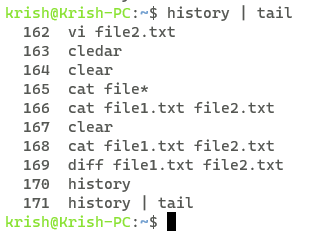 krish@Krish-PC:~$ history | tail
162 vi file2.txt
163 cledar
164 clear
165 cat file*
166 cat file1.txt file2.txt
167 clear
168 cat file1.txt file2.txt
169 diff file1.txt file2.txt
170 history
171 history | tail
krish@Krish-PC:~$